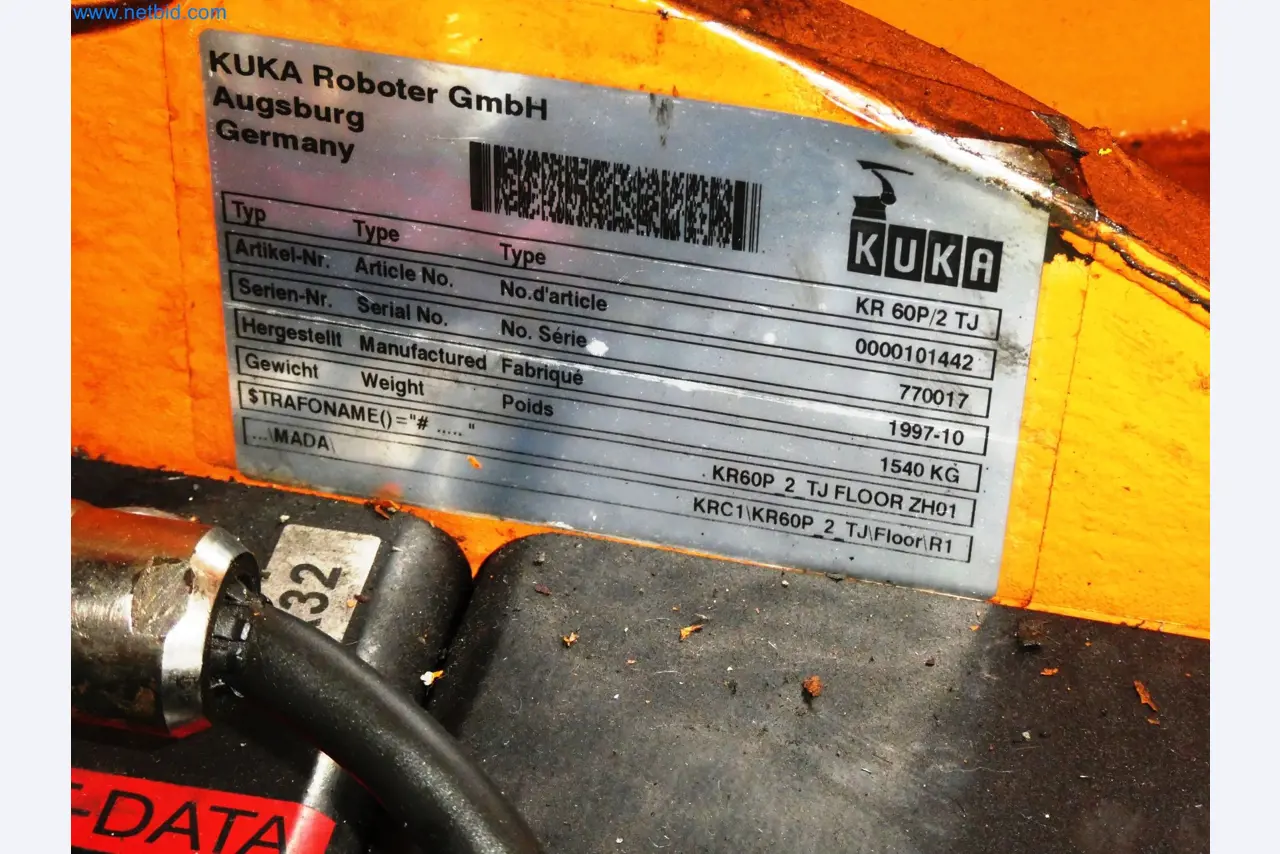 www.netbid.com
KUKA Roboter GmbH
Augsburg
Germany
KUKA
Typ Type Type KR 60P/2 TJ
Artikel-Nr. Article No. No.d'article 0000101442
Serien-Nr. Serial No. No. Série 770017
Hergestellt Manufactured Fabriqué 1997-10
Gewicht Weight Poids 1540 KG
$TRAFONAME()="# ..... " KR60P_2_TJ FLOOR ZH01
...\MADA\ KRC1\KR60P_2_TJ\Floor\R1
32
-DATA